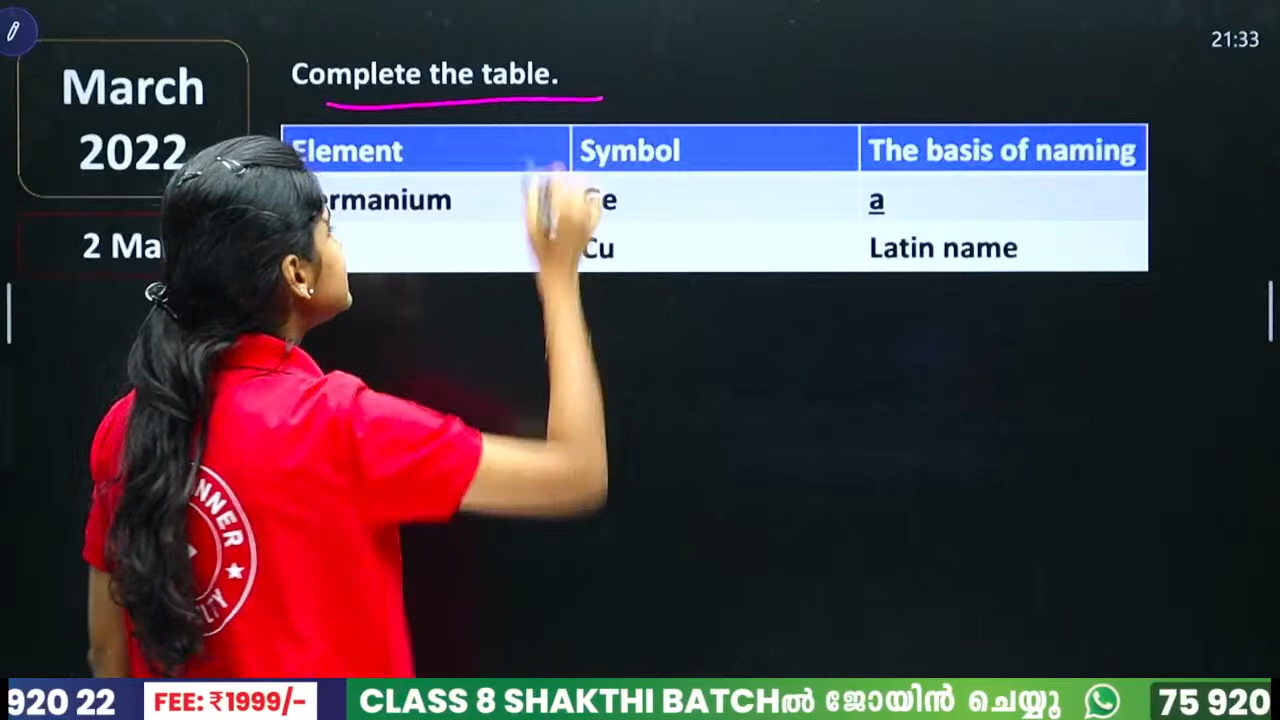 21:33
March
2022
Complete the table.
Element Symbol The basis of naming
ermanium e a
Cu Latin name
2 Ma
NNER
LTY
920 22 FEE: ₹1999/- CLASS 8 SHAKTHI BATCHൽ ജോയിൻ ചെയ്യൂ 75 920